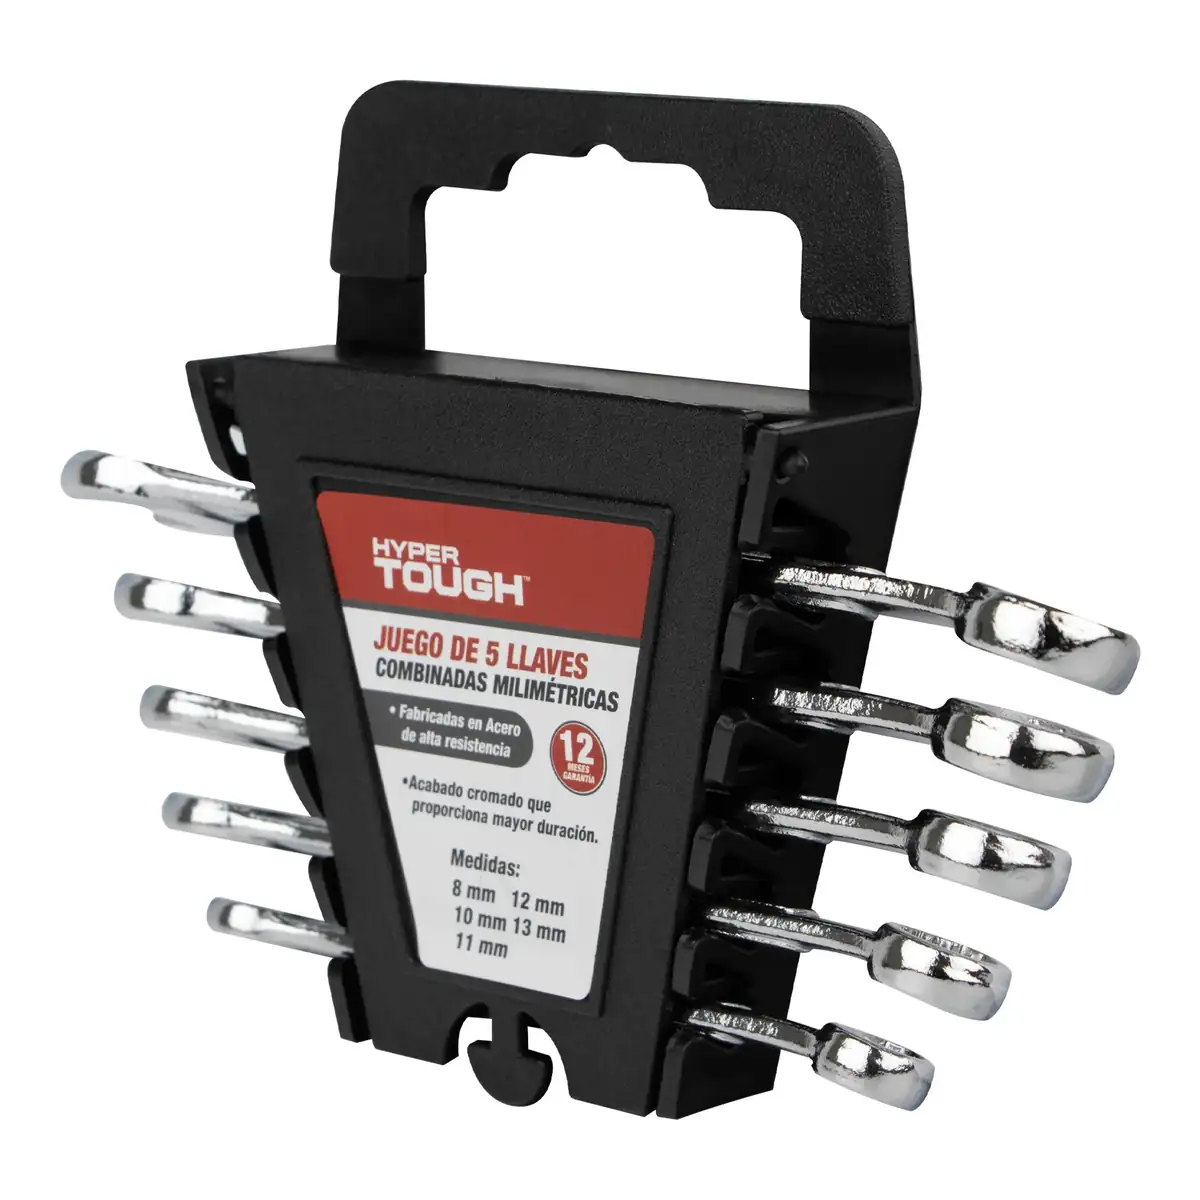 HYPER
TOUGH™
JUEGO DE 5 LLAVES
COMBINADAS MILIMÉTRICAS
• Fabricadas en Acero
de alta resistencia
12
MESES
GARANTÍA
•Acabado cromado que
proporciona mayor duración.
Medidas:
8 mm 12 mm
10 mm 13 mm
11 mm